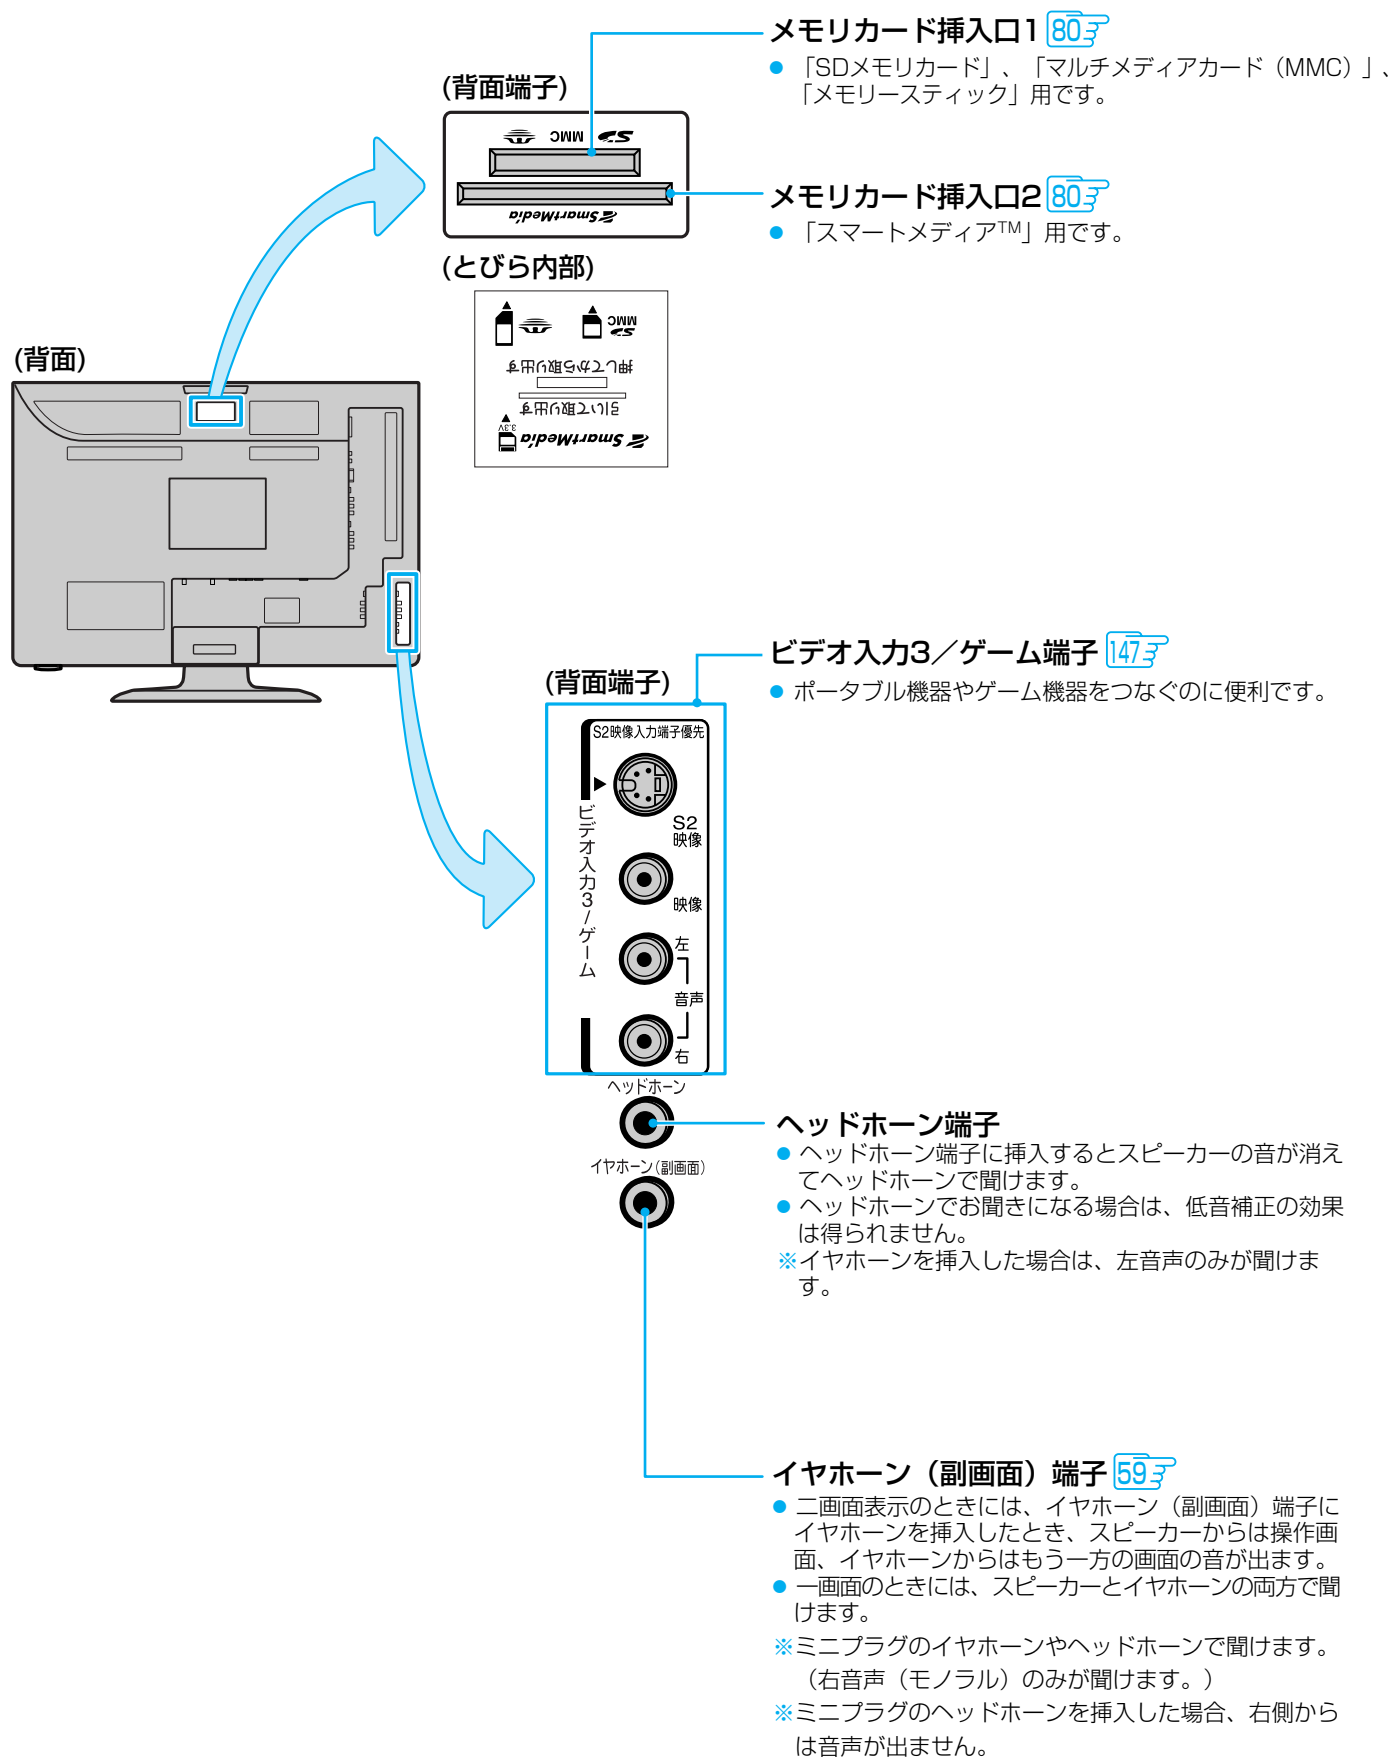 メモリカード挿入口1 80
● 「SDメモリカード」、「マルチメディアカード（MMC）」、
「メモリースティック」用です。
(背面端子)
SD MMC
SmartMedia
メモリカード挿入口2 80
● 「スマートメディア™」用です。
(とびら内部)
SD
MMC
押してから取り出す
引いて取り出す
3.3V
SmartMedia
(背面)
ビデオ入力3／ゲーム端子 147
● ポータブル機器やゲーム機器をつなぐのに便利です。
(背面端子)
S2映像入力端子優先
ビデオ入力3/ゲーム
S2
映像
映像
左
音声
右
ヘッドホーン
イヤホーン(副画面)
ヘッドホーン端子
● ヘッドホーン端子に挿入するとスピーカーの音が消え
てヘッドホーンで聞けます。
● ヘッドホーンでお聞きになる場合は、低音補正の効果
は得られません。
※イヤホーンを挿入した場合は、左音声のみが聞けま
す。
イヤホーン（副画面）端子 59
● 二画面表示のときには、イヤホーン（副画面）端子に
イヤホーンを挿入したとき、スピーカーからは操作画
面、イヤホーンからはもう一方の画面の音が出ます。
● 一画面のときには、スピーカーとイヤホーンの両方で聞
けます。
※ミニプラグのイヤホーンやヘッドホーンで聞けます。
（右音声（モノラル）のみが聞けます。）
※ミニプラグのヘッドホーンを挿入した場合、右側から
は音声が出ません。